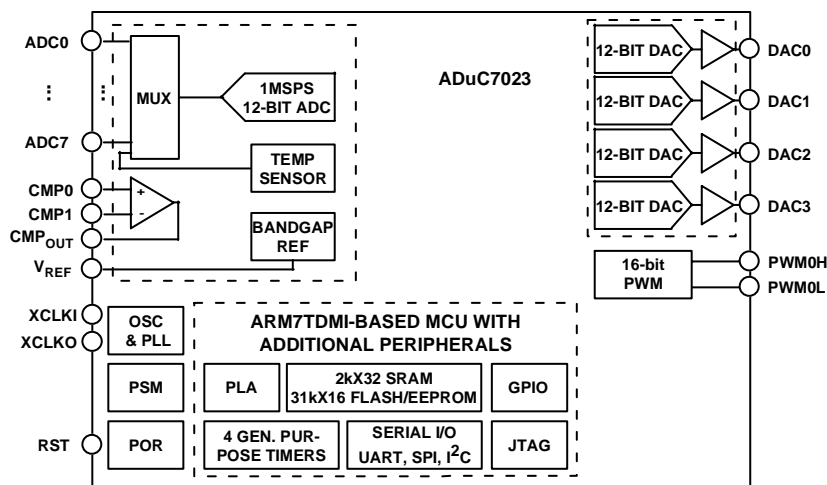 ADC0
MUX
1MSPS
12-BIT ADC
ADC7
TEMP
SENSOR
CMP0
+
CMP1
-
CMPOUT
BANDGAP
REF
VREF
ADuC7023
12-BIT DAC
DAC0
12-BIT DAC
DAC1
12-BIT DAC
DAC2
12-BIT DAC
DAC3
16-bit
PWM
PWM0H
PWM0L
XCLKI
XCLKO
OSC
& PLL
PSM
RST
POR
ARM7TDMI-BASED MCU WITH
ADDITIONAL PERIPHERALS
PLA
2kX32 SRAM
31kX16 FLASH/EEPROM
GPIO
4 GEN. PUR-
POSE TIMERS
SERIAL I/O
UART, SPI, I²C
JTAG